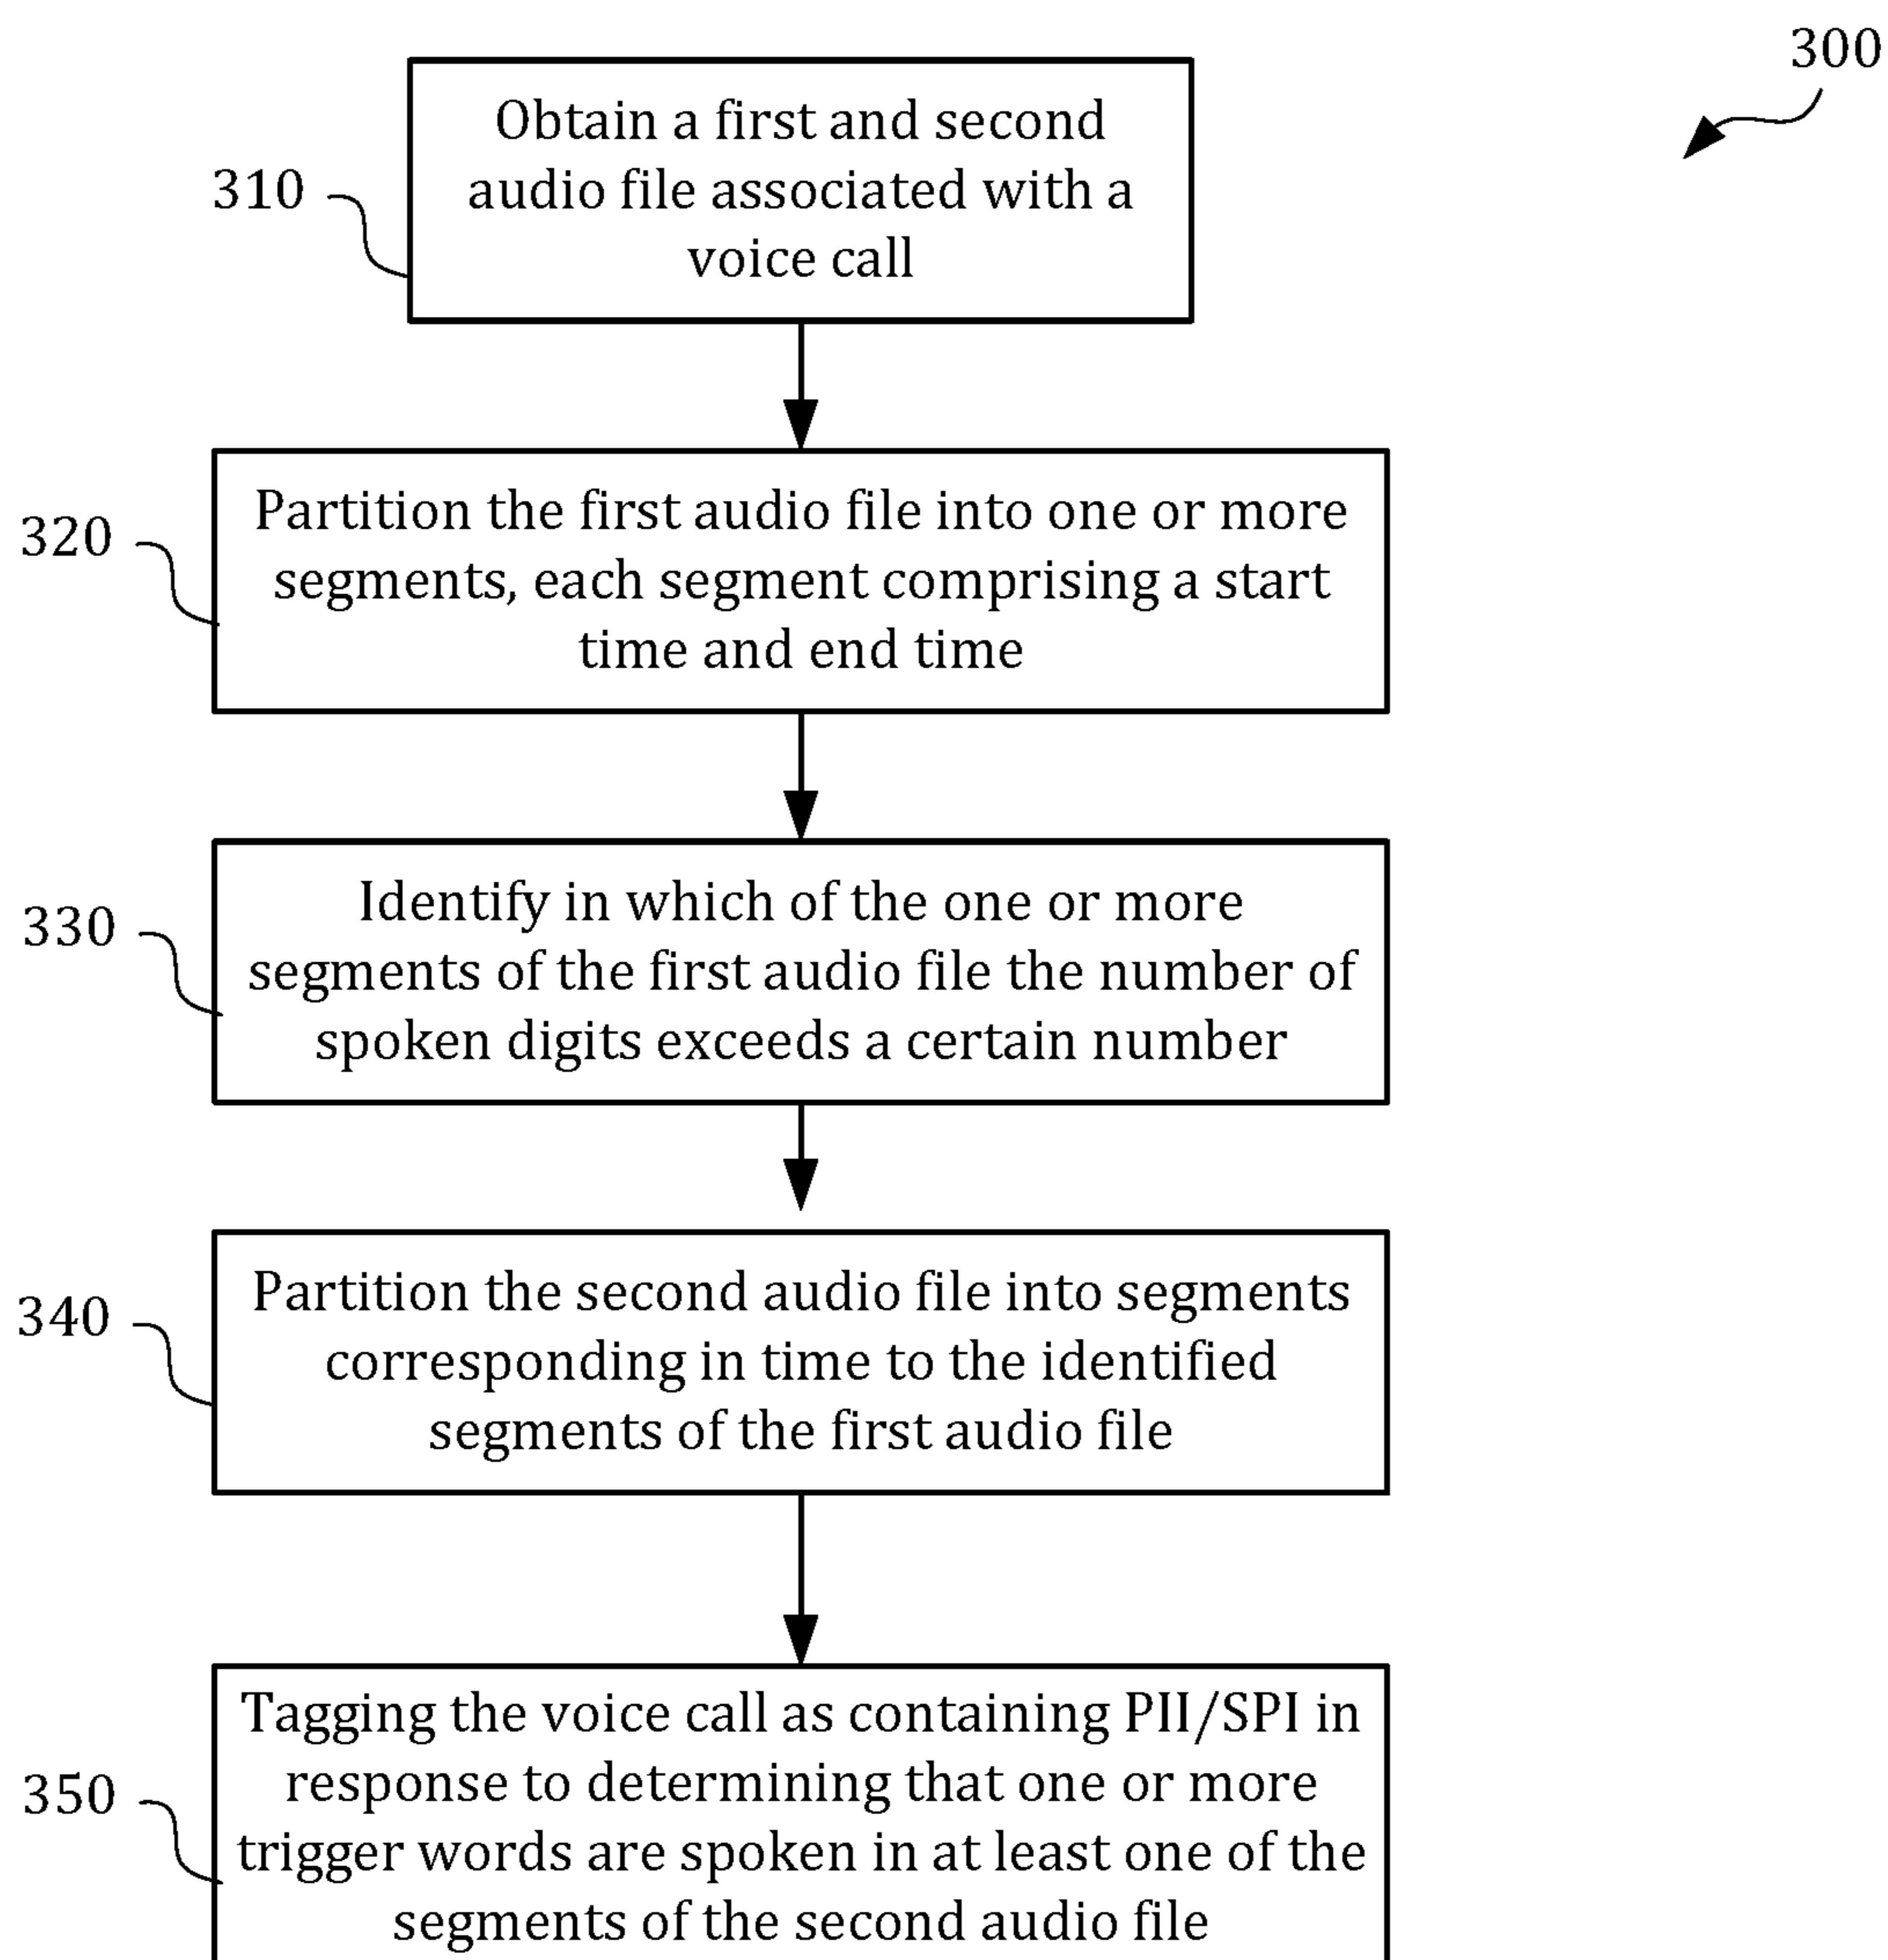 300
310
Obtain a first and second
audio file associated with a
voice call
320
Partition the first audio file into one or more
segments, each segment comprising a start
time and end time
330
Identify in which of the one or more
segments of the first audio file the number of
spoken digits exceeds a certain number
340
Partition the second audio file into segments
corresponding in time to the identified
segments of the first audio file
350
Tagging the voice call as containing PII/SPI in
response to determining that one or more
trigger words are spoken in at least one of the
segments of the second audio file